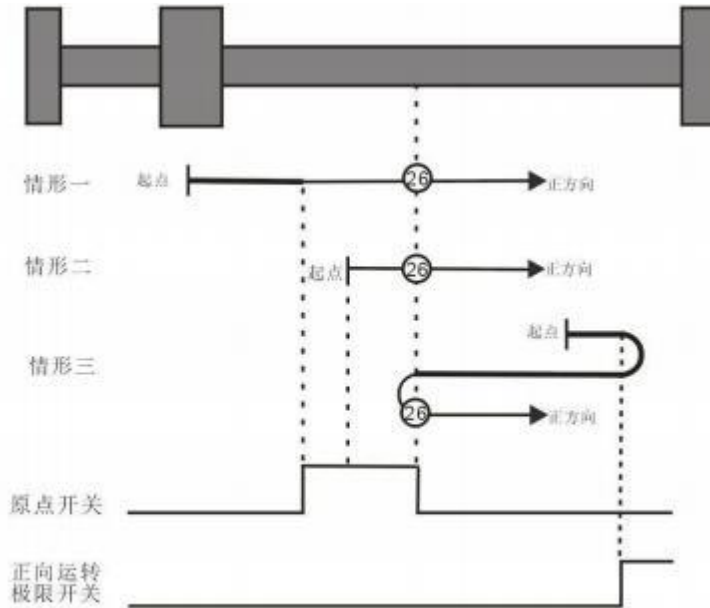 情形一
起点
26
正方向
情形二
起点
26
正方向
起点
情形三
26
正方向
原点开关
正向运转
极限开关